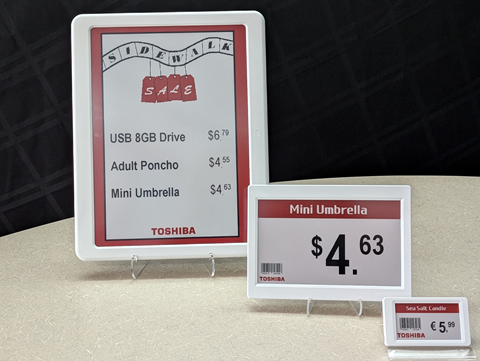 SIDEWALK
SALE
USB 8GB Drive $6.79
Adult Poncho $4.55
Mini Umbrella $4.63
TOSHIBA
Mini Umbrella
$4.63
TOSHIBA
Sea Salt Candle
€ 5.99
TOSHIBA